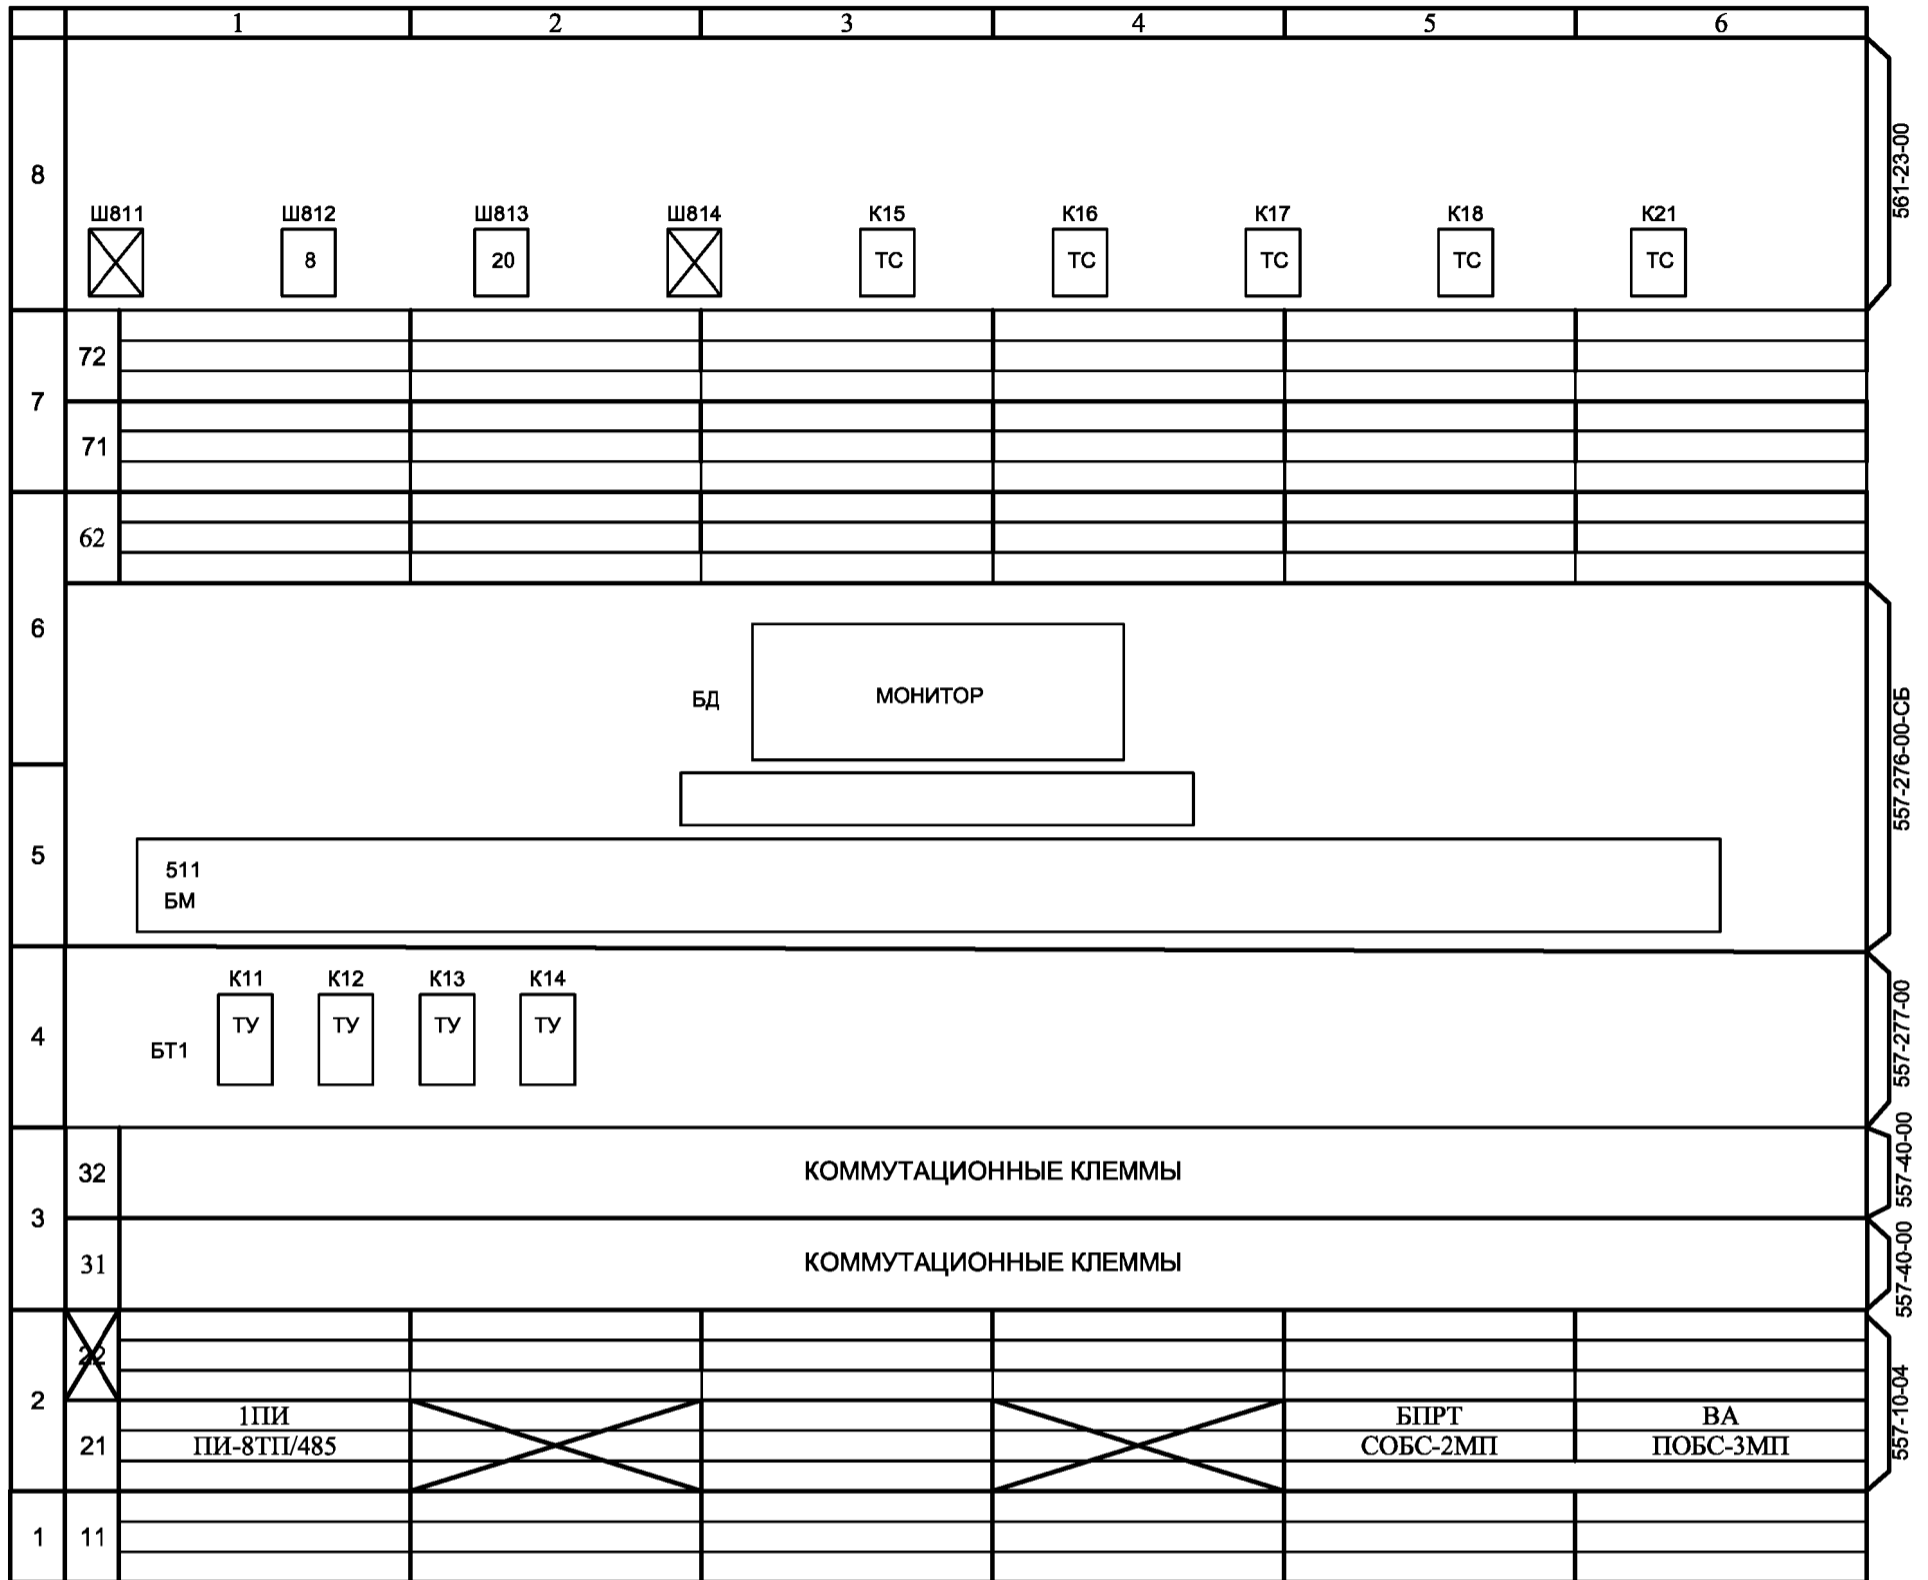 1 2 3 4 5 6
8
Ш811 Ш812 Ш813 Ш814 К15 К16 К17 К18 К21
8 20 ТС ТС ТС ТС ТС
561-23-00
72
7
71
62
6
БД МОНИТОР
557-276-00-СБ
5
511
БМ
К11 К12 К13 К14
ТУ ТУ ТУ ТУ
4
БТ1
557-277-00
32 КОММУТАЦИОННЫЕ КЛЕММЫ
557-40-00
3
31 КОММУТАЦИОННЫЕ КЛЕММЫ
557-40-00
22
2
1ПИ БПРТ ВА
21 ПИ-8ТП/485 СОБС-2МП ПОБС-3МП
557-10-04
1 11